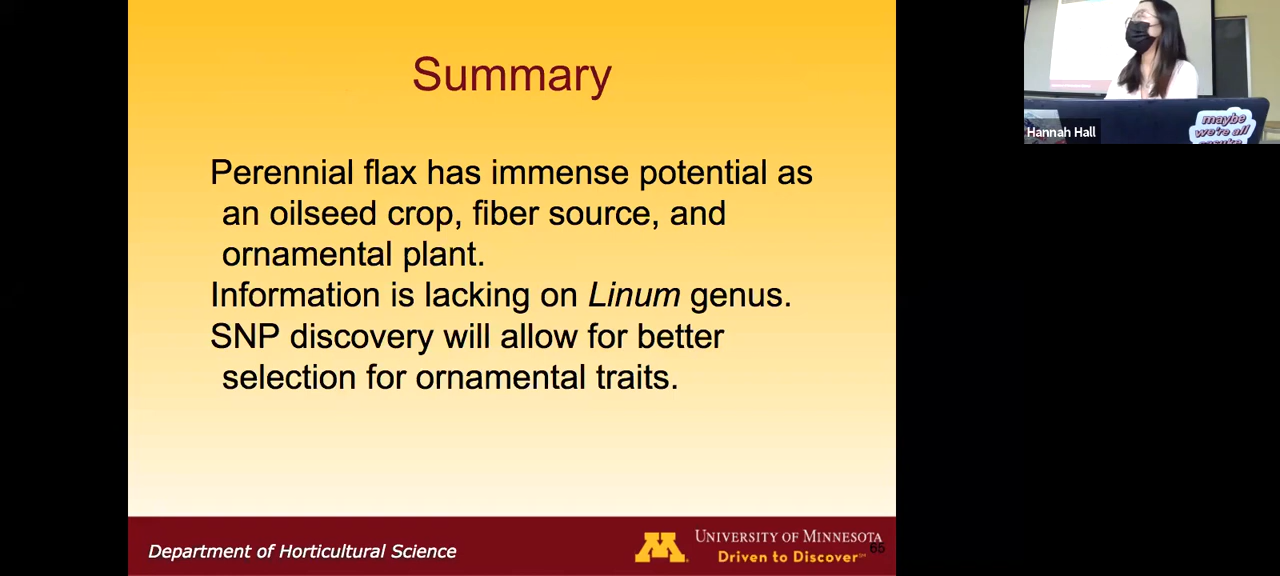 Summary
Perennial flax has immense potential as
an oilseed crop, fiber source, and
ornamental plant.
Information is lacking on Linum genus.
SNP discovery will allow for better
selection for ornamental traits.
Department of Horticultural Science
UNIVERSITY OF MINNESOTA
Driven to Discover℠
65
Hannah Hall
maybe
we're all